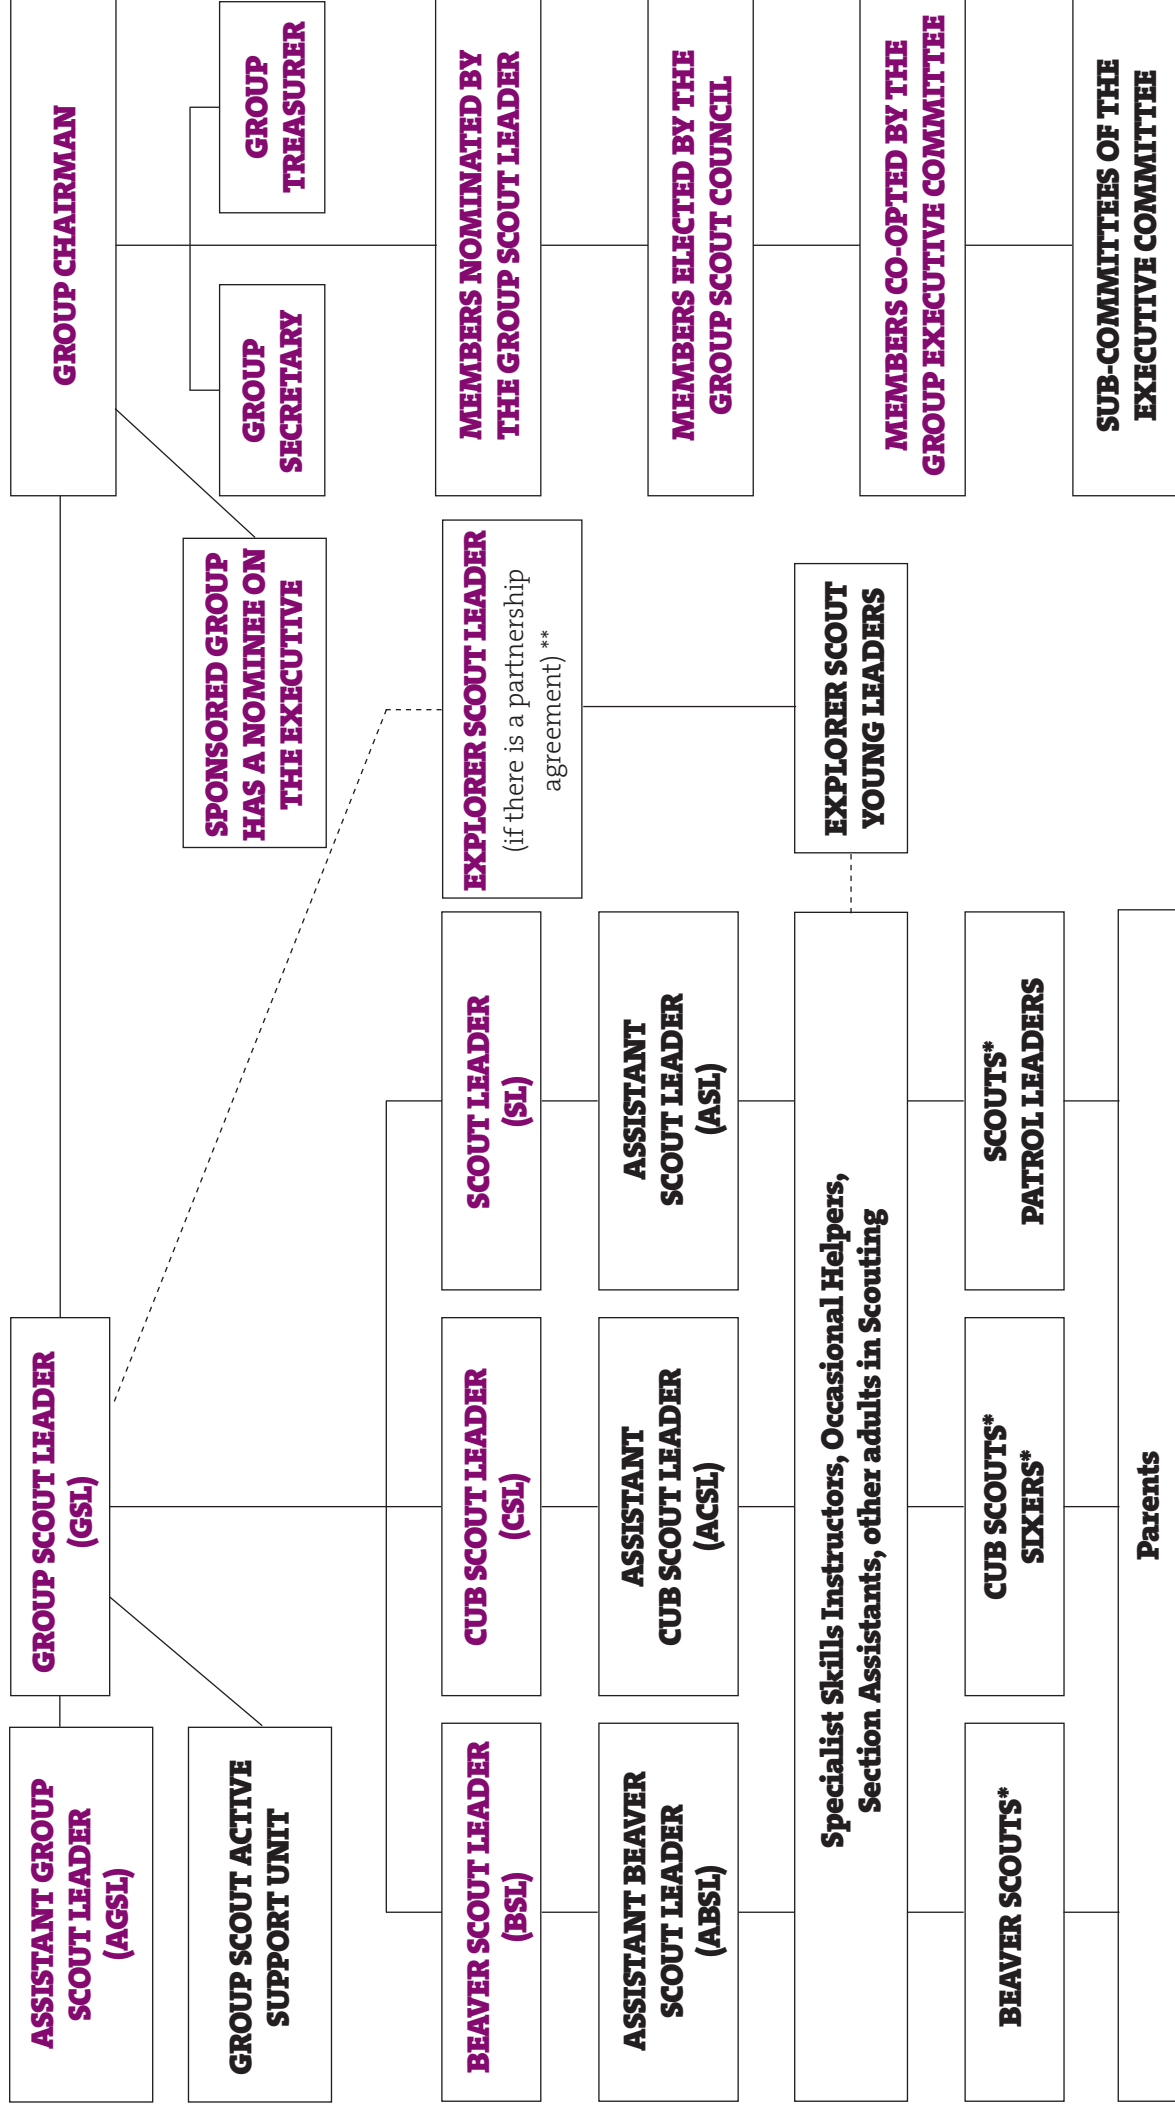 ASSISTANT GROUP
SCOUT LEADER
(AGSL)
GROUP SCOUT LEADER
(GSL)
GROUP CHAIRMAN
GROUP SCOUT ACTIVE
SUPPORT UNIT
SPONSORED GROUP
HAS A NOMINEE ON
THE EXECUTIVE
GROUP
SECRETARY
GROUP
TREASURER
BEAVER SCOUT LEADER
(BSL)
CUB SCOUT LEADER
(CSL)
SCOUT LEADER
(SL)
EXPLORER SCOUT LEADER
(if there is a partnership
agreement) **
MEMBERS NOMINATED BY
THE GROUP SCOUT LEADER
ASSISTANT BEAVER
SCOUT LEADER
(ABSL)
ASSISTANT
CUB SCOUT LEADER
(ACSL)
ASSISTANT
SCOUT LEADER
(ASL)
MEMBERS ELECTED BY THE
GROUP SCOUT COUNCIL
Specialist Skills Instructors, Occasional Helpers,
Section Assistants, other adults in Scouting
EXPLORER SCOUT
YOUNG LEADERS
MEMBERS CO-OPTED BY THE
GROUP EXECUTIVE COMMITTEE
BEAVER SCOUTS*
CUB SCOUTS*
SIXERS*
SCOUTS*
PATROL LEADERS
SUB-COMMITTEES OF THE
EXECUTIVE COMMITTEE
Parents